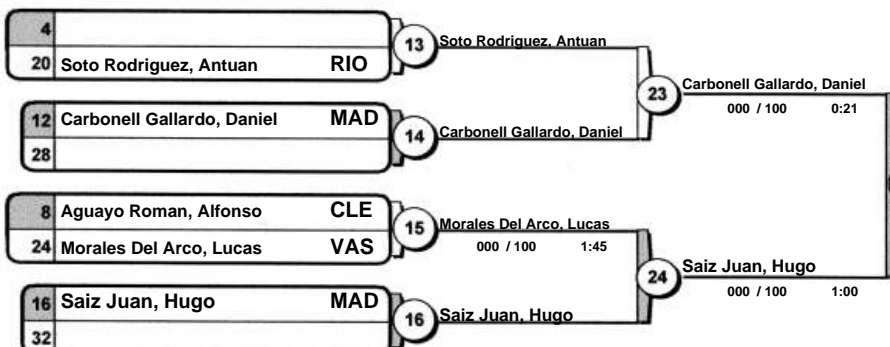 4
20 Soto Rodriguez, Antuan RIO
13 Soto Rodriguez, Antuan
12 Carbonell Gallardo, Daniel MAD
28
14 Carbonell Gallardo, Daniel
23 Carbonell Gallardo, Daniel
000 / 100 0:21
8 Aguayo Roman, Alfonso CLE
24 Morales Del Arco, Lucas VAS
15 Morales Del Arco, Lucas
000 / 100 1:45
16 Saiz Juan, Hugo MAD
32
16 Saiz Juan, Hugo
24 Saiz Juan, Hugo
000 / 100 1:00